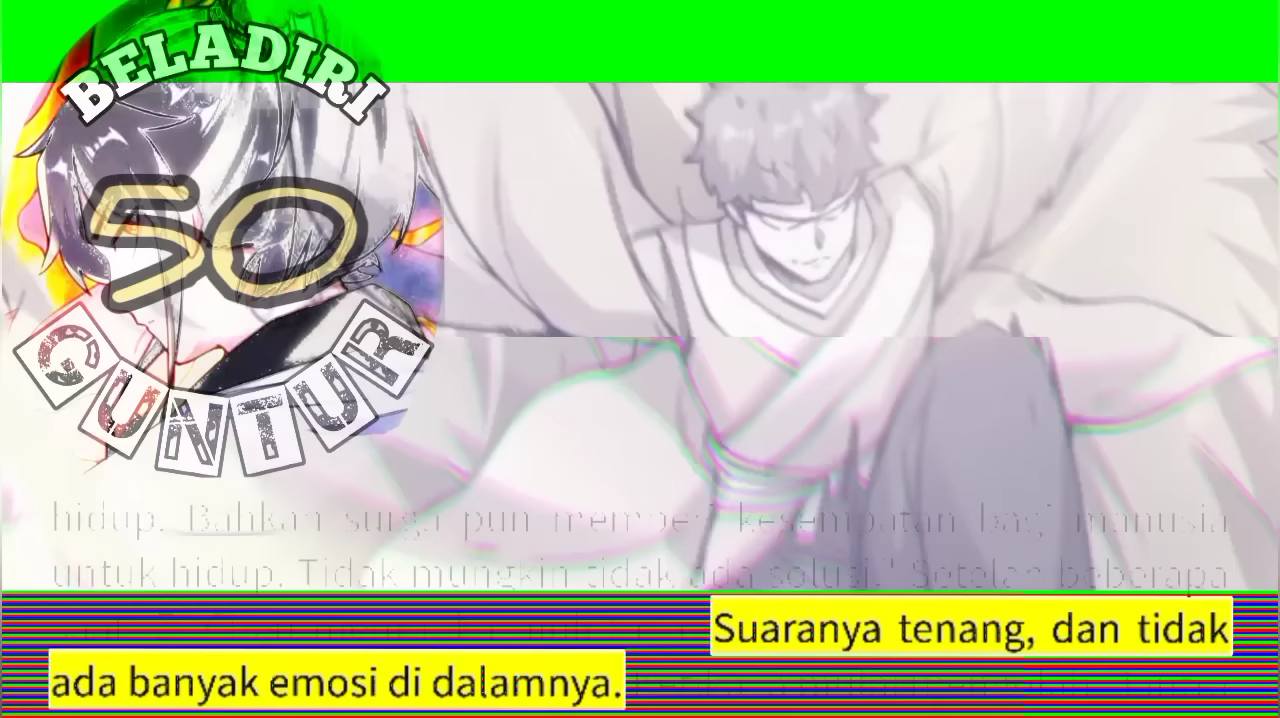 BELADIRI
50
GUNTUR
hidup. Bahkan surga pun memberi kesempatan bagi manusia
untuk hidup. Tidak mungkin tidak ada solusi.' Setelah beberapa
Suaranya tenang, dan tidak
ada banyak emosi di dalamnya.